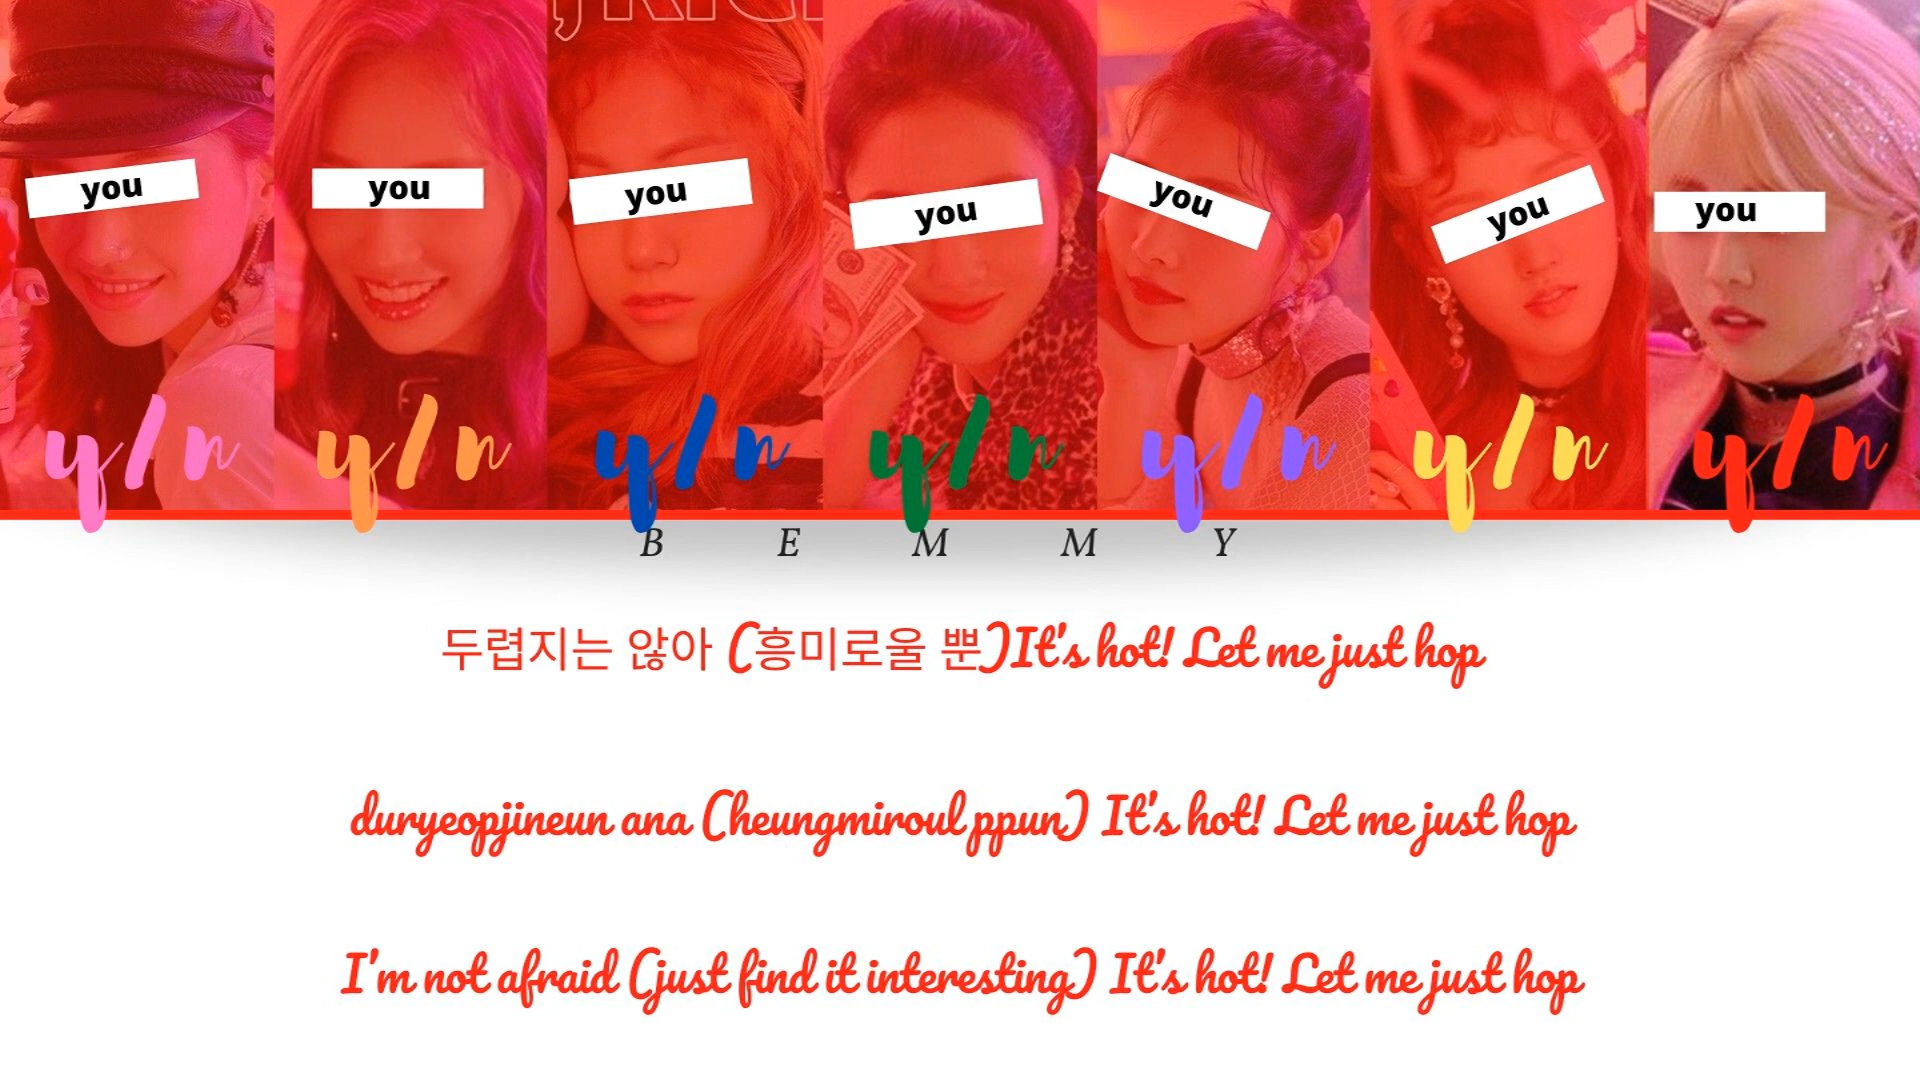 you you you you you you you
y/n y/n y/n y/n y/n y/n y/n
B E M M Y
두렵지는 않아 (흥미로울 뿐)It's hot! Let me just hop
duryeopjineun ana (heungmiroul ppun) It's hot! Let me just hop
I'm not afraid (just find it interesting) It's hot! Let me just hop